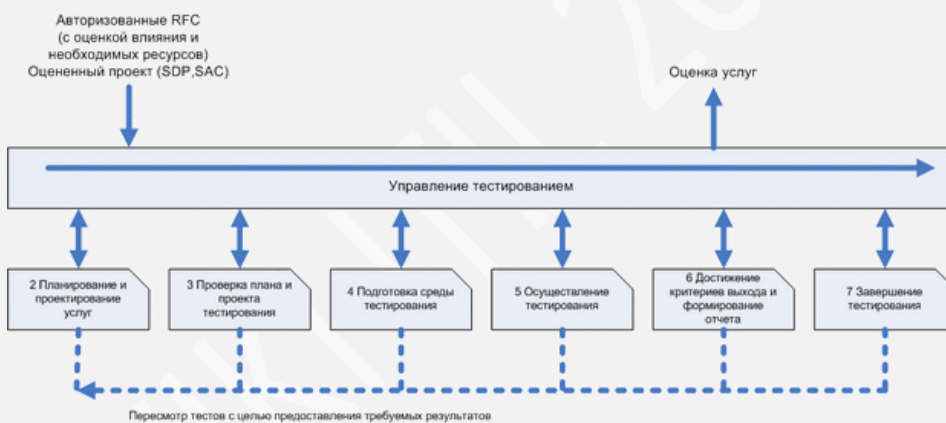 Авторизованные RFC
(с оценкой влияния и
необходимых ресурсов)
Оцененный проект (SDP,SAC)
Оценка услуг
Управление тестированием
2 Планирование и
проектирование
услуг
3 Проверка плана и
проекта
тестирования
4 Подготовка среды
тестирования
5 Осуществление
тестирования
6 Достижение
критериев выхода и
формирование
отчета
7 Завершение
тестирования
Пересмотр тестов с целью предоставления требуемых результатов